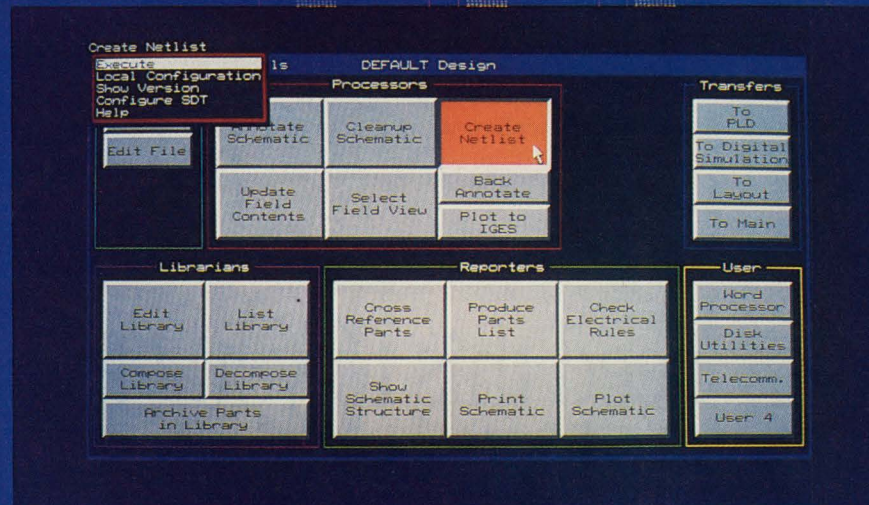 Create Netlist
Execute
Local Configuration
Show Version
Configure SDT
Help
ls DEFAULT Design
Processors
Transfers
Edit File
Annotate
Schematic
Cleanup
Schematic
Create
Netlist
Update
Field
Contents
Select
Field View
Back
Annotate
Plot to
IGES
To
PLD
To Digital
Simulation
To
Layout
To Main
Librarians
Reporters
User
Edit
Library
List
Library
Compose
Library
Decompose
Library
Archive Parts
in Library
Cross
Reference
Parts
Produce
Parts
List
Check
Electrical
Rules
Show
Schematic
Structure
Print
Schematic
Plot
Schematic
Word
Processor
Disk
Utilities
Telecomm.
User 4